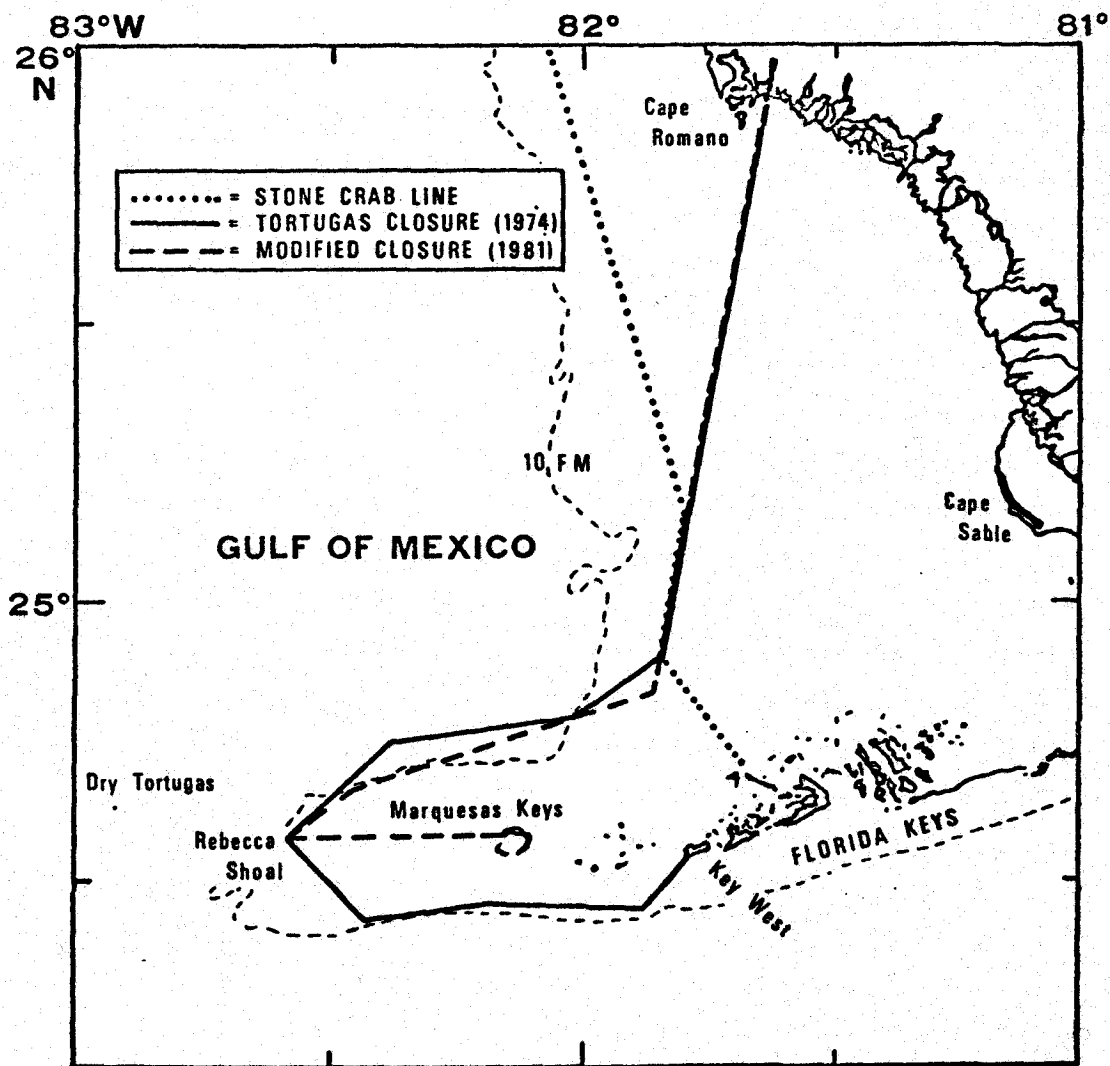 83°W 82° 81°
26°
N
Cape
Romano
= STONE CRAB LINE
= TORTUGAS CLOSURE (1974)
= MODIFIED CLOSURE (1981)
10 FM
Cape
Sable
GULF OF MEXICO
25°
Dry Tortugas
Marquesas Keys
Rebecca
Shoal
FLORIDA KEYS
Key West